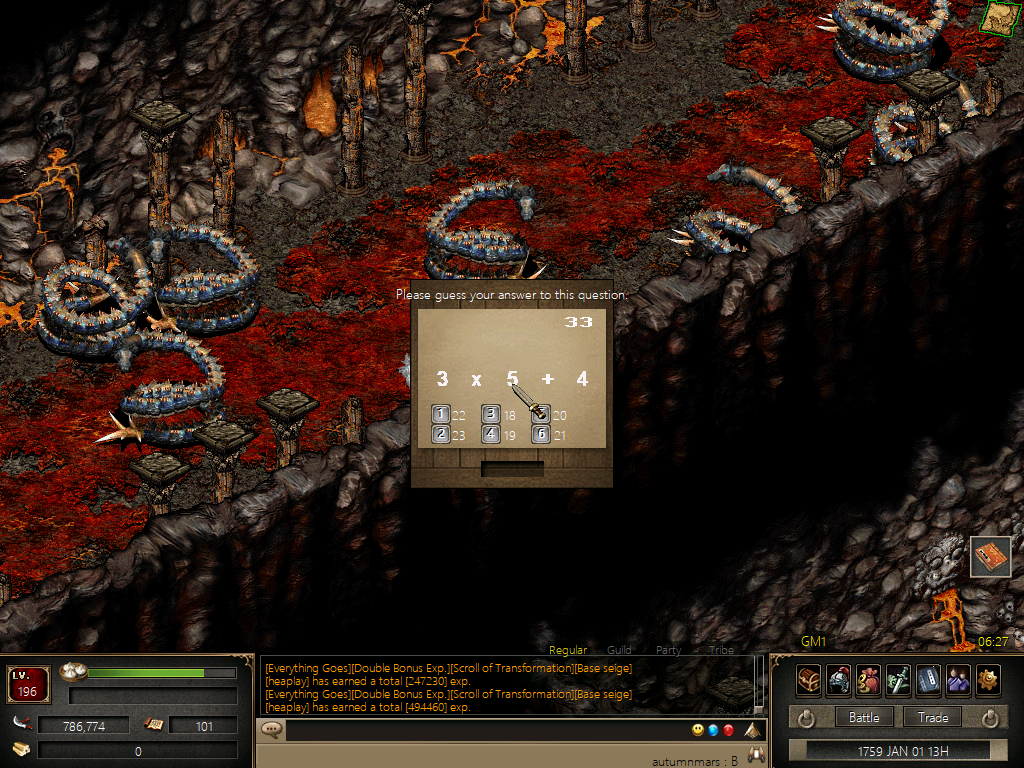 Please guess your answer to this question:
33
3 x 5 + 4
1 22 3 18 20
2 23 4 19 6 21
GM1 06:27
Regular Guild Party Tribe
LV. 196
[Everything Goes][Double Bonus Exp.][Scroll of Transformation][Base seige]
[heaplay] has earned a total [247230] exp.
[Everything Goes][Double Bonus Exp.][Scroll of Transformation][Base seige]
[heaplay] has earned a total [494460] exp.
786,774 101
0
Battle Trade
1759 JAN 01 13H
autumnmars : B